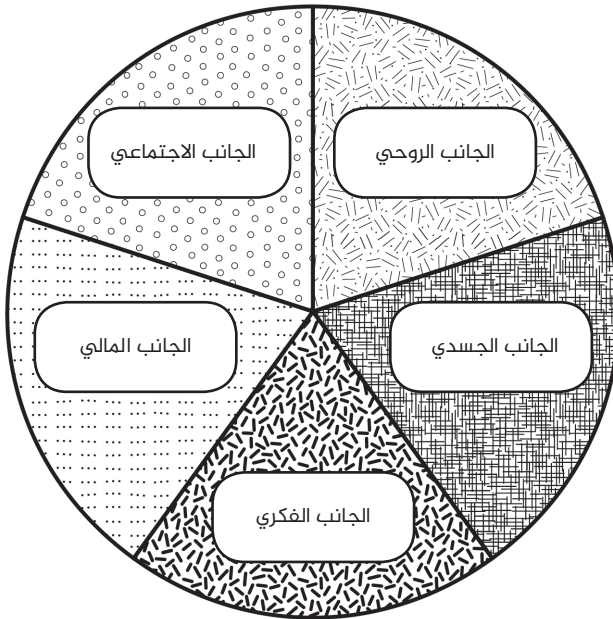 الجانب الروحي
الجانب الاجتماعي
الجانب الجسدي
الجانب المالي
الجانب الفكري